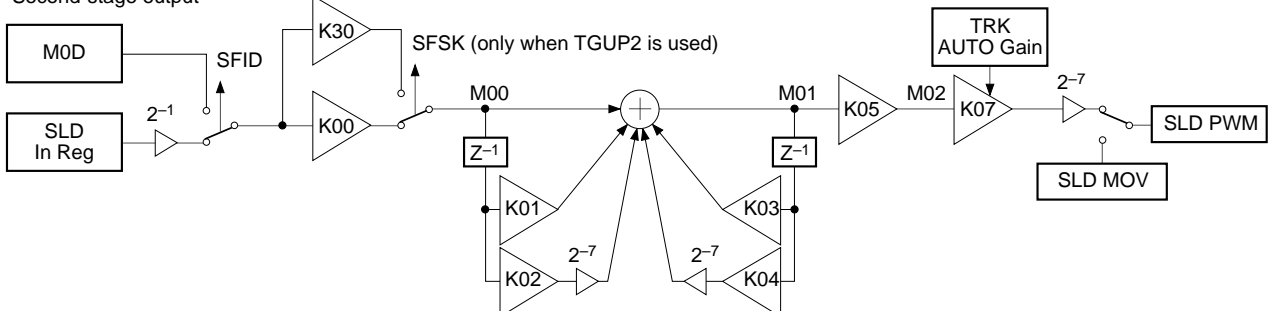 Second-stage output
M0D
SFID
2–1
SLD
In Reg
K30
K00
SFSK (only when TGUP2 is used)
M00
Z–1
K01
K02
2–7
M01
Z–1
K03
K04
2–7
K05
M02
TRK
AUTO Gain
K07
2–7
SLD PWM
SLD MOV